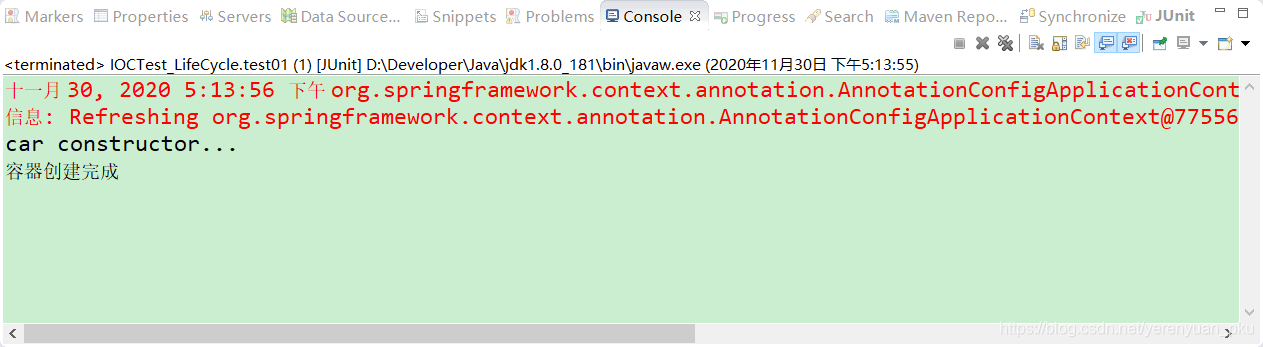 Markers Properties Servers Data Source... Snippets Problems Console Progress Search Maven Repo... Synchronize JUnit
<terminated> IOCTest_LifeCycle.test01 (1) [JUnit] D:\Developer\Java\jdk1.8.0_181\bin\javaw.exe (2020年11月30日 下午5:13:55)
十一月 30, 2020 5:13:56 下午 org.springframework.context.annotation.AnnotationConfigApplicationCont
信息: Refreshing org.springframework.context.annotation.AnnotationConfigApplicationContext@77556
car constructor...
容器创建完成
https://blog.csdn.net/yerenyuan_pku